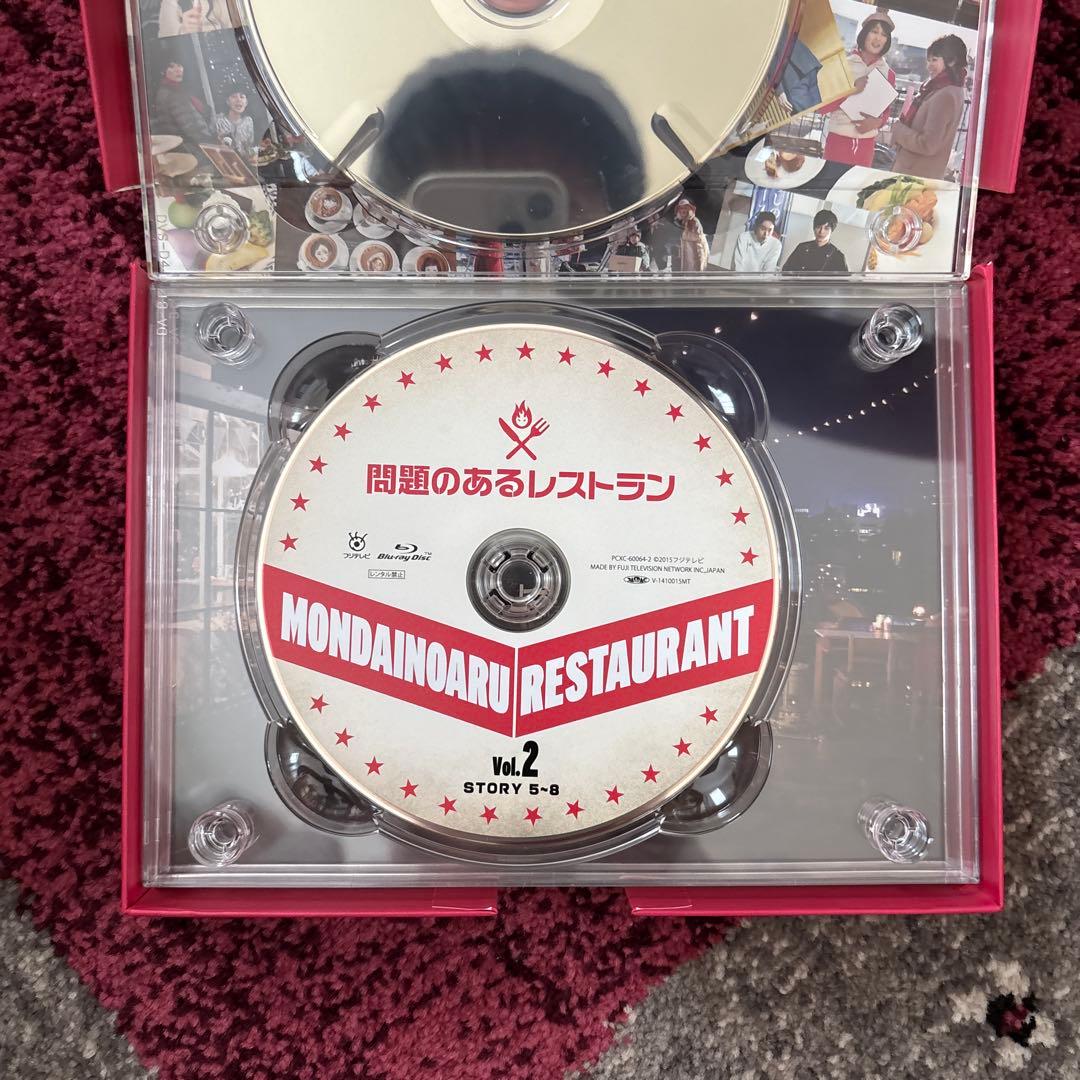 問題のあるレストラン
フジテレビ
Blu-ray Disc™
レンタル禁止
PCXC-60064-2 ©2015フジテレビ
MADE BY FUJI TELEVISION NETWORK INC.,JAPAN
V-1410015MT
MONDAINOARU RESTAURANT
Vol.2
STORY 5~8